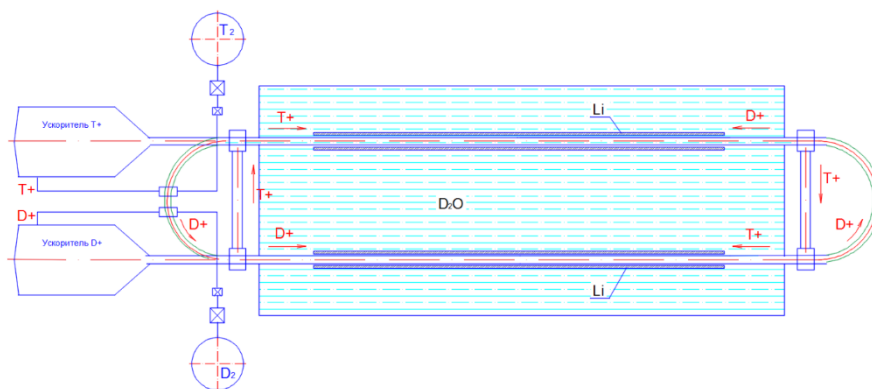 T2
Ускоритель T+
T+
D+
Ускоритель D+
D2
T+
Li
D+
T+
D+
D2O
D+
T+
Li
T+
D+